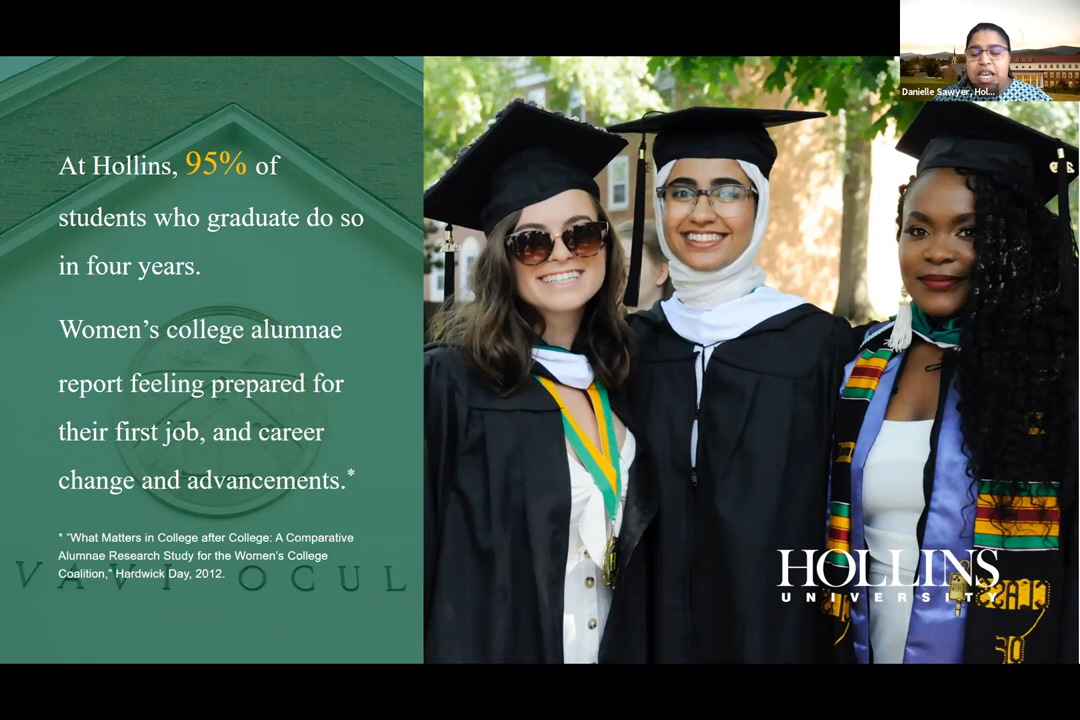 Danielle Sawyer, Hol...
At Hollins, 95% of
students who graduate do so
in four years.
Women’s college alumnae
report feeling prepared for
their first job, and career
change and advancements.*
* “What Matters in College after College: A Comparative
Alumnae Research Study for the Women’s College
Coalition,” Hardwick Day, 2012.
VAVI OCUL
HOLLINS
UNIVERSITY